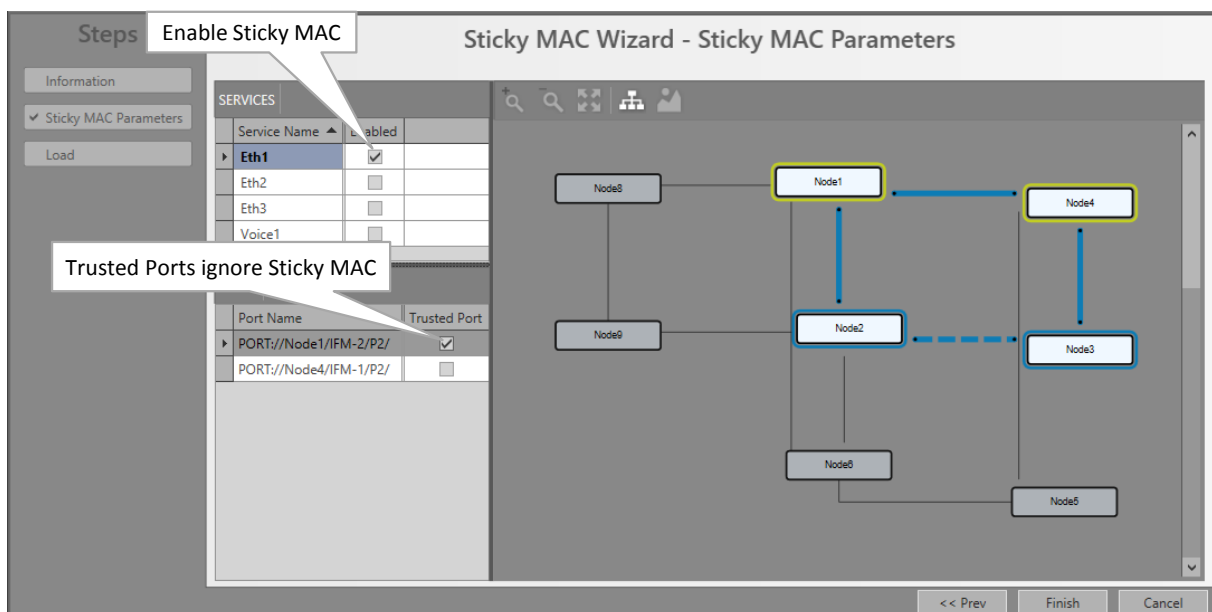 Steps
Enable Sticky MAC
Sticky MAC Wizard - Sticky MAC Parameters
Information
Sticky MAC Parameters
Load
SERVICES
Service Name Enabled
Eth1
Eth2
Eth3
Voice1
Trusted Ports ignore Sticky MAC
Port Name Trusted Port
PORT://Node1/IFM-2/P2/
PORT://Node4/IFM-1/P2/
Node8
Node1
Node4
Node9
Node2
Node3
Node6
Node5
<< Prev Finish Cancel